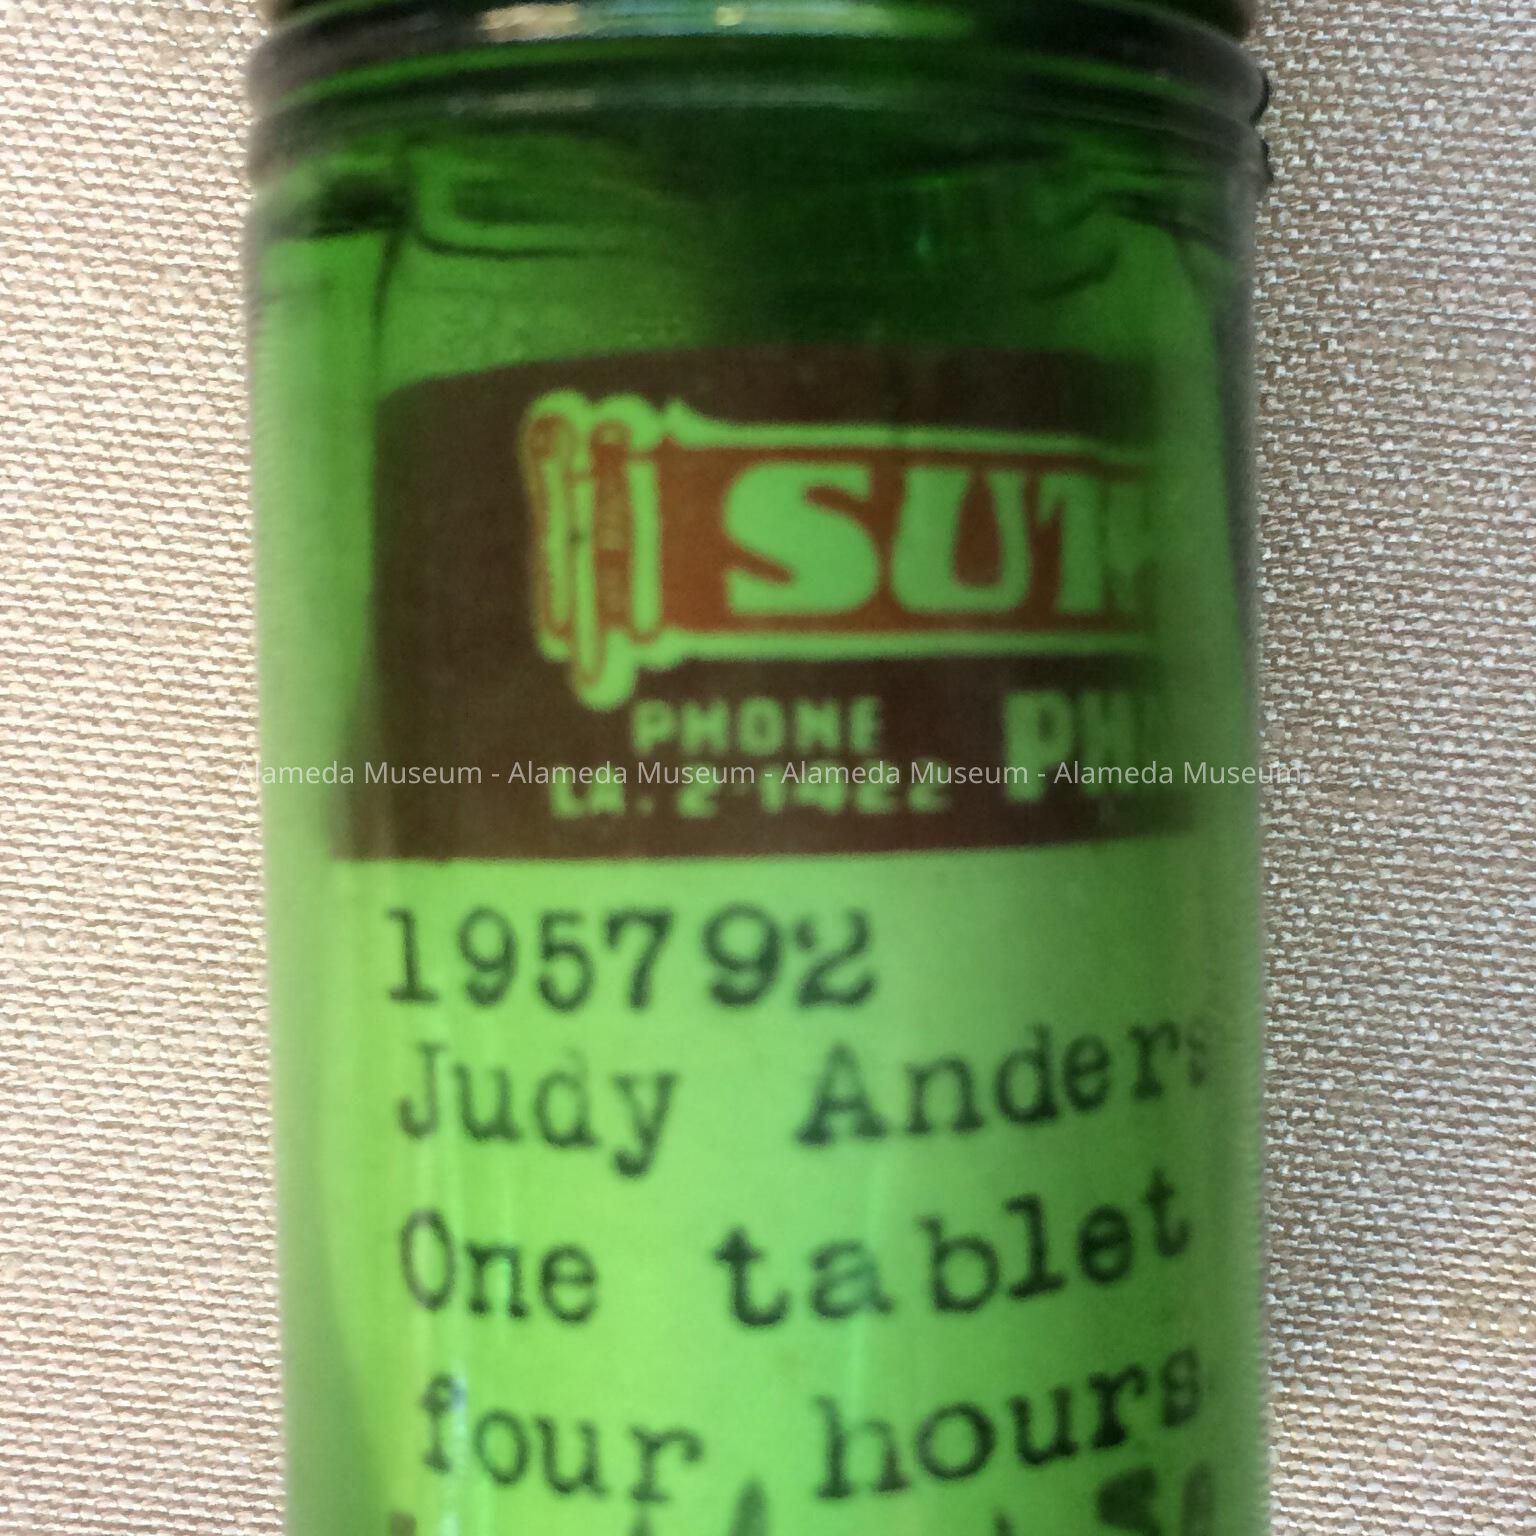 SUT
PHONE
LA. 2-1422
PH
Alameda Museum - Alameda Museum - Alameda Museum - Alameda Museum
195792
Judy Anders
One tablet
four hours